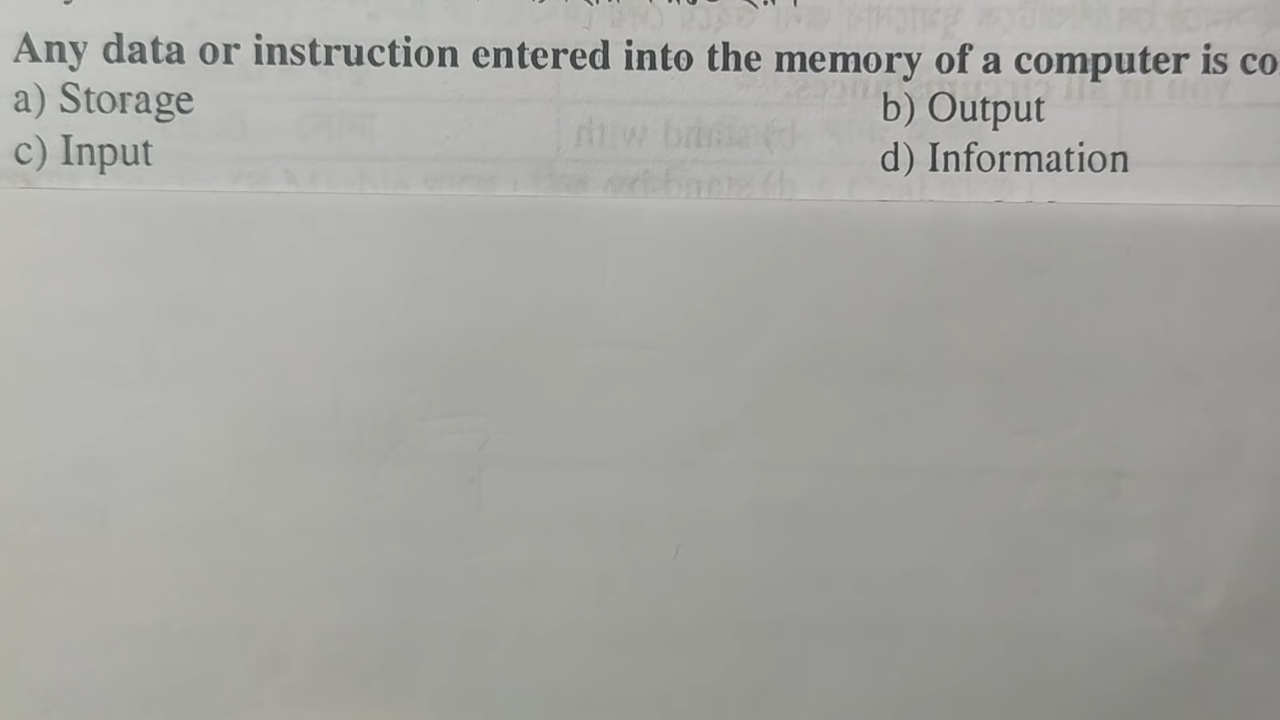 Any data or instruction entered into the memory of a computer is co
a) Storage b) Output
c) Input d) Information